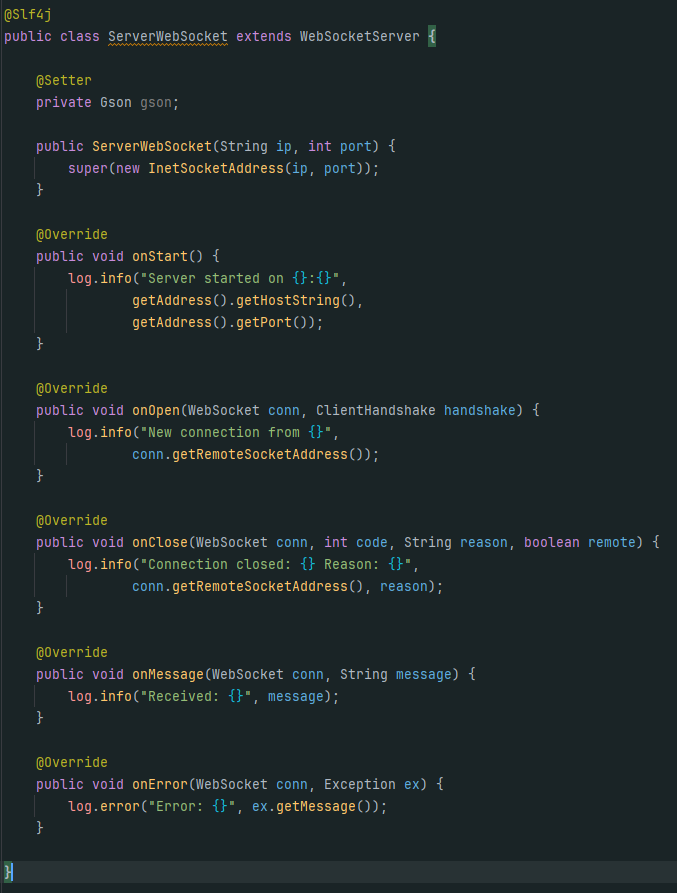 @Slf4j
public class ServerWebSocket extends WebSocketServer {
@Setter
private Gson gson;
public ServerWebSocket(String ip, int port) {
super(new InetSocketAddress(ip, port));
}
@Override
public void onStart() {
log.info("Server started on {}:{}",
getAddress().getHostString(),
getAddress().getPort());
}
@Override
public void onOpen(WebSocket conn, ClientHandshake handshake) {
log.info("New connection from {}",
conn.getRemoteSocketAddress());
}
@Override
public void onClose(WebSocket conn, int code, String reason, boolean remote) {
log.info("Connection closed: {} Reason: {}",
conn.getRemoteSocketAddress(), reason);
}
@Override
public void onMessage(WebSocket conn, String message) {
log.info("Received: {}", message);
}
@Override
public void onError(WebSocket conn, Exception ex) {
log.error("Error: {}", ex.getMessage());
}
}